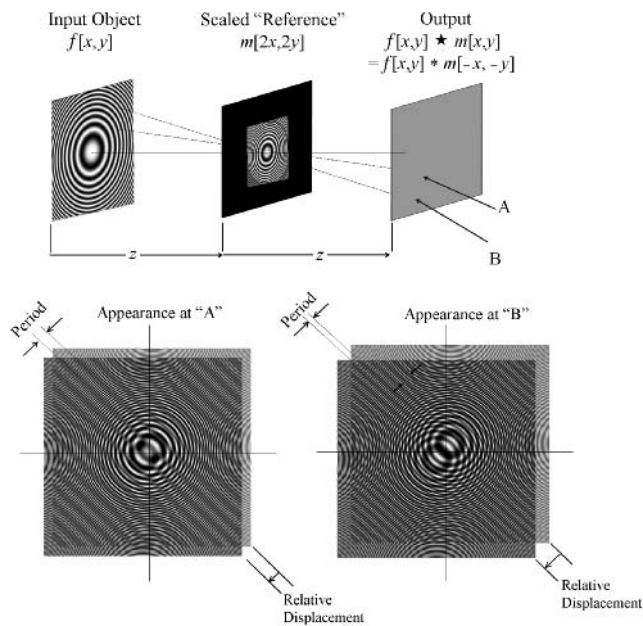 Input Object
f[x,y]
Scaled "Reference"
m[2x,2y]
Output
f[x,y] ★ m[x,y]
= f[x,y] * m[-x, -y]
A
B
z
z
Period
Appearance at "A"
Relative
Displacement
Period
Appearance at "B"
Relative
Displacement